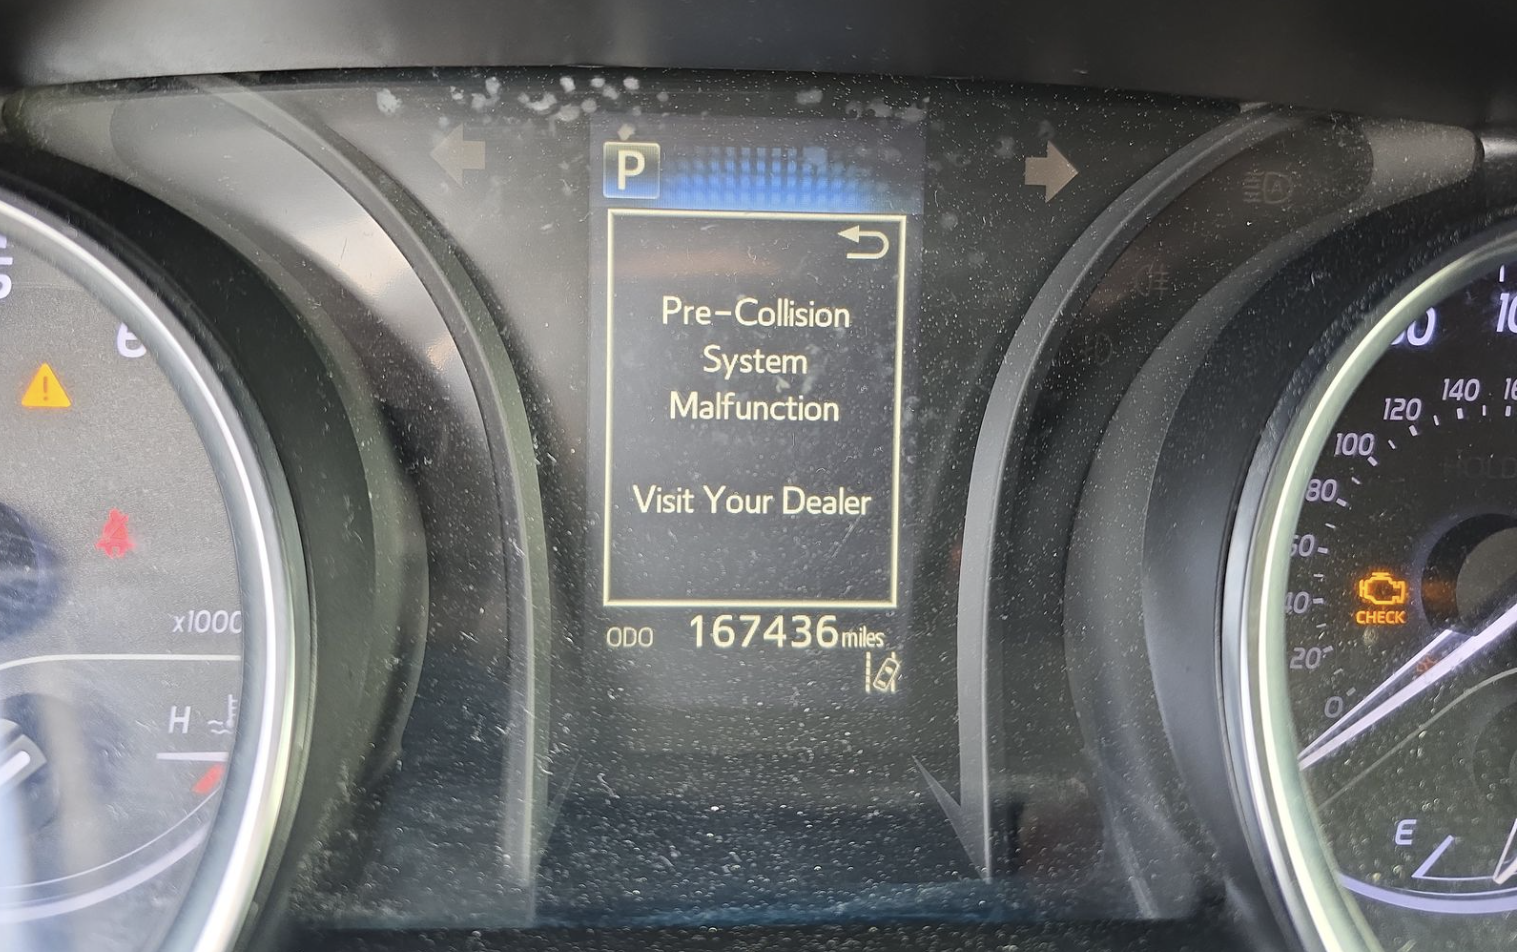 P
Pre-Collision
System
Malfunction
Visit Your Dealer
ODO 167436 miles
6
x1000
H
140
120
100
80
60
40
20
0
CHECK
E